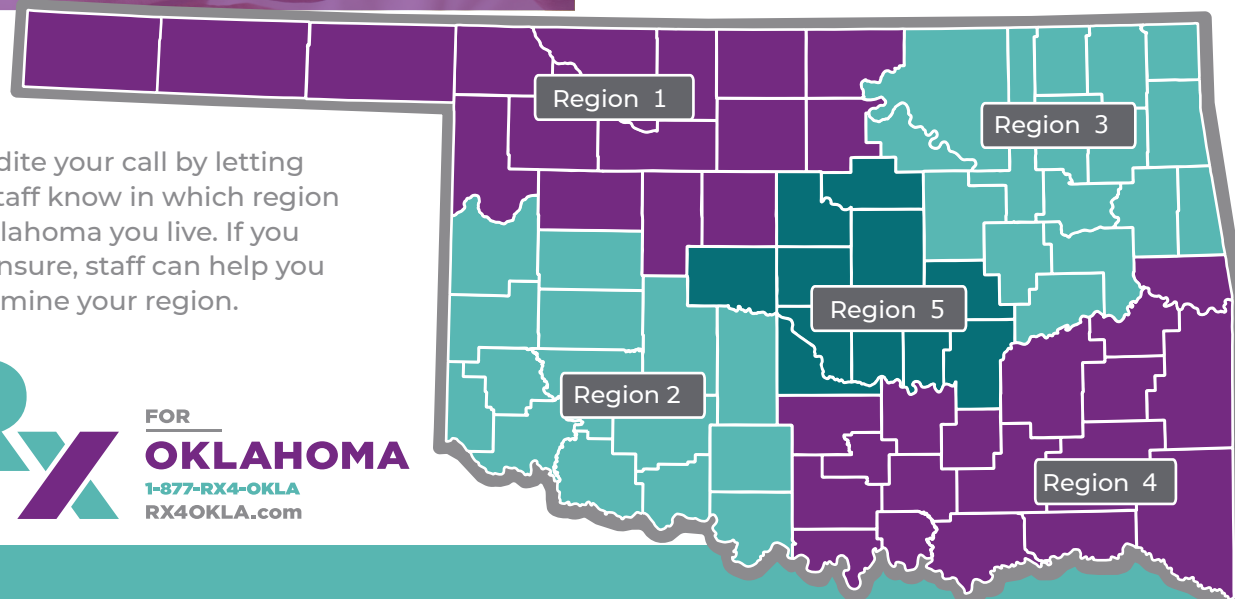 Region 1
Region 3
dite your call by letting
taff know in which region
lahoma you live. If you
nsure, staff can help you
mine your region.
Region 5
Region 2
Rx
FOR
OKLAHOMA
1-877-RX4-OKLA
RX4OKLA.com
Region 4